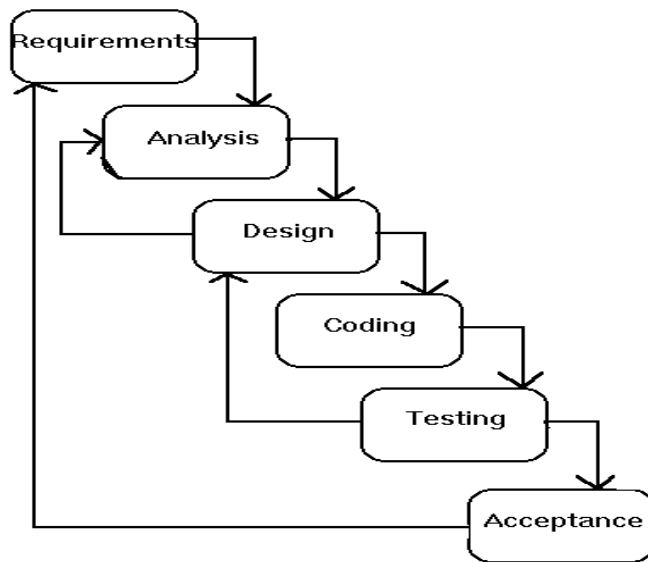 Requirements
Analysis
Design
Coding
Testing
Acceptance